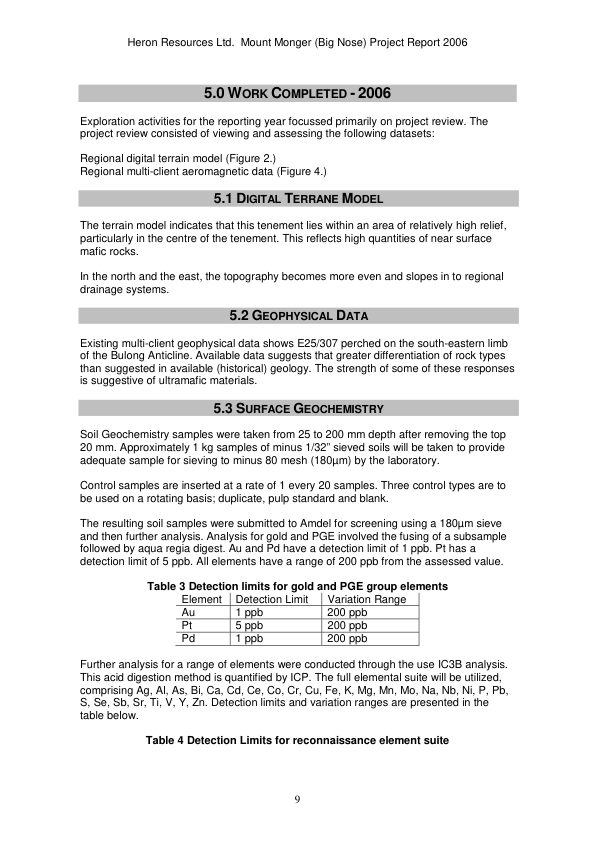 Heron Resources Ltd.  Mount Monger (Big Nose) Project Report 2006
5.0 WORK COMPLETED - 2006
Exploration activities for the reporting year focussed primarily on project review. The
project review consisted of viewing and assessing the following datasets:
Regional digital terrain model (Figure 2.)
Regional multi-client aeromagnetic data (Figure 4.)
5.1 DIGITAL TERRANE MODEL
The terrain model indicates that this tenement lies within an area of relatively high relief,
particularly in the centre of the tenement. This reflects high quantities of near surface
mafic rocks.
In the north and the east, the topography becomes more even and slopes in to regional
drainage systems.
5.2 GEOPHYSICAL DATA
Existing multi-client geophysical data shows E25/307 perched on the south-eastern limb
of the Bulong Anticline. Available data suggests that greater differentiation of rock types
than suggested in available (historical) geology. The strength of some of these responses
is suggestive of ultramafic materials.
5.3 SURFACE GEOCHEMISTRY
Soil Geochemistry samples were taken from 25 to 200 mm depth after removing the top
20 mm. Approximately 1 kg samples of minus 1/32” sieved soils will be taken to provide
adequate sample for sieving to minus 80 mesh (180µm) by the laboratory.
Control samples are inserted at a rate of 1 every 20 samples. Three control types are to
be used on a rotating basis; duplicate, pulp standard and blank.
The resulting soil samples were submitted to Amdel for screening using a 180µm sieve
and then further analysis. Analysis for gold and PGE involved the fusing of a subsample
followed by aqua regia digest. Au and Pd have a detection limit of 1 ppb. Pt has a
detection limit of 5 ppb. All elements have a range of 200 ppb from the assessed value.
Table 3 Detection limits for gold and PGE group elements
Element Detection Limit Variation Range
Au 1 ppb 200 ppb
Pt 5 ppb 200 ppb
Pd 1 ppb 200 ppb
Further analysis for a range of elements were conducted through the use IC3B analysis.
This acid digestion method is quantified by ICP. The full elemental suite will be utilized,
comprising Ag, Al, As, Bi, Ca, Cd, Ce, Co, Cr, Cu, Fe, K, Mg, Mn, Mo, Na, Nb, Ni, P, Pb,
S, Se, Sb, Sr, Ti, V, Y, Zn. Detection limits and variation ranges are presented in the
table below.
Table 4 Detection Limits for reconnaissance element suite
9